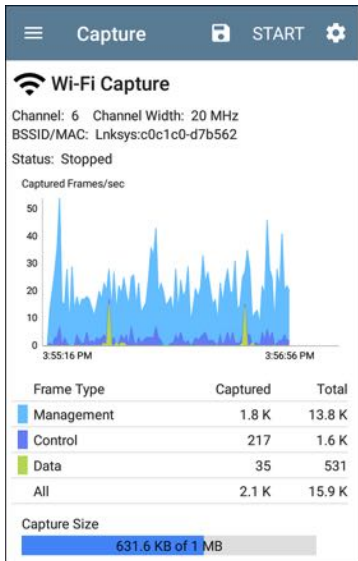 Capture START
Wi-Fi Capture
Channel: 6 Channel Width: 20 MHz
BSSID/MAC: Lnksys:c0c1c0-d7b562
Status: Stopped
Captured Frames/sec
50
40
30
20
10
0
3:55:16 PM 3:56:56 PM
Frame Type Captured Total
Management 1.8 K 13.8 K
Control 217 1.6 K
Data 35 531
All 2.1 K 15.9 K
Capture Size
631.6 KB of 1 MB